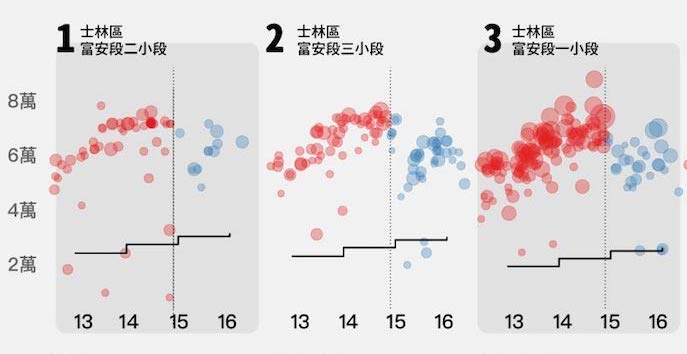 1 士林區
富安段二小段
2 士林區
富安段三小段
3 士林區
富安段一小段
8萬
6萬
4萬
2萬
13 14 15 16
13 14 15 16
13 14 15 16